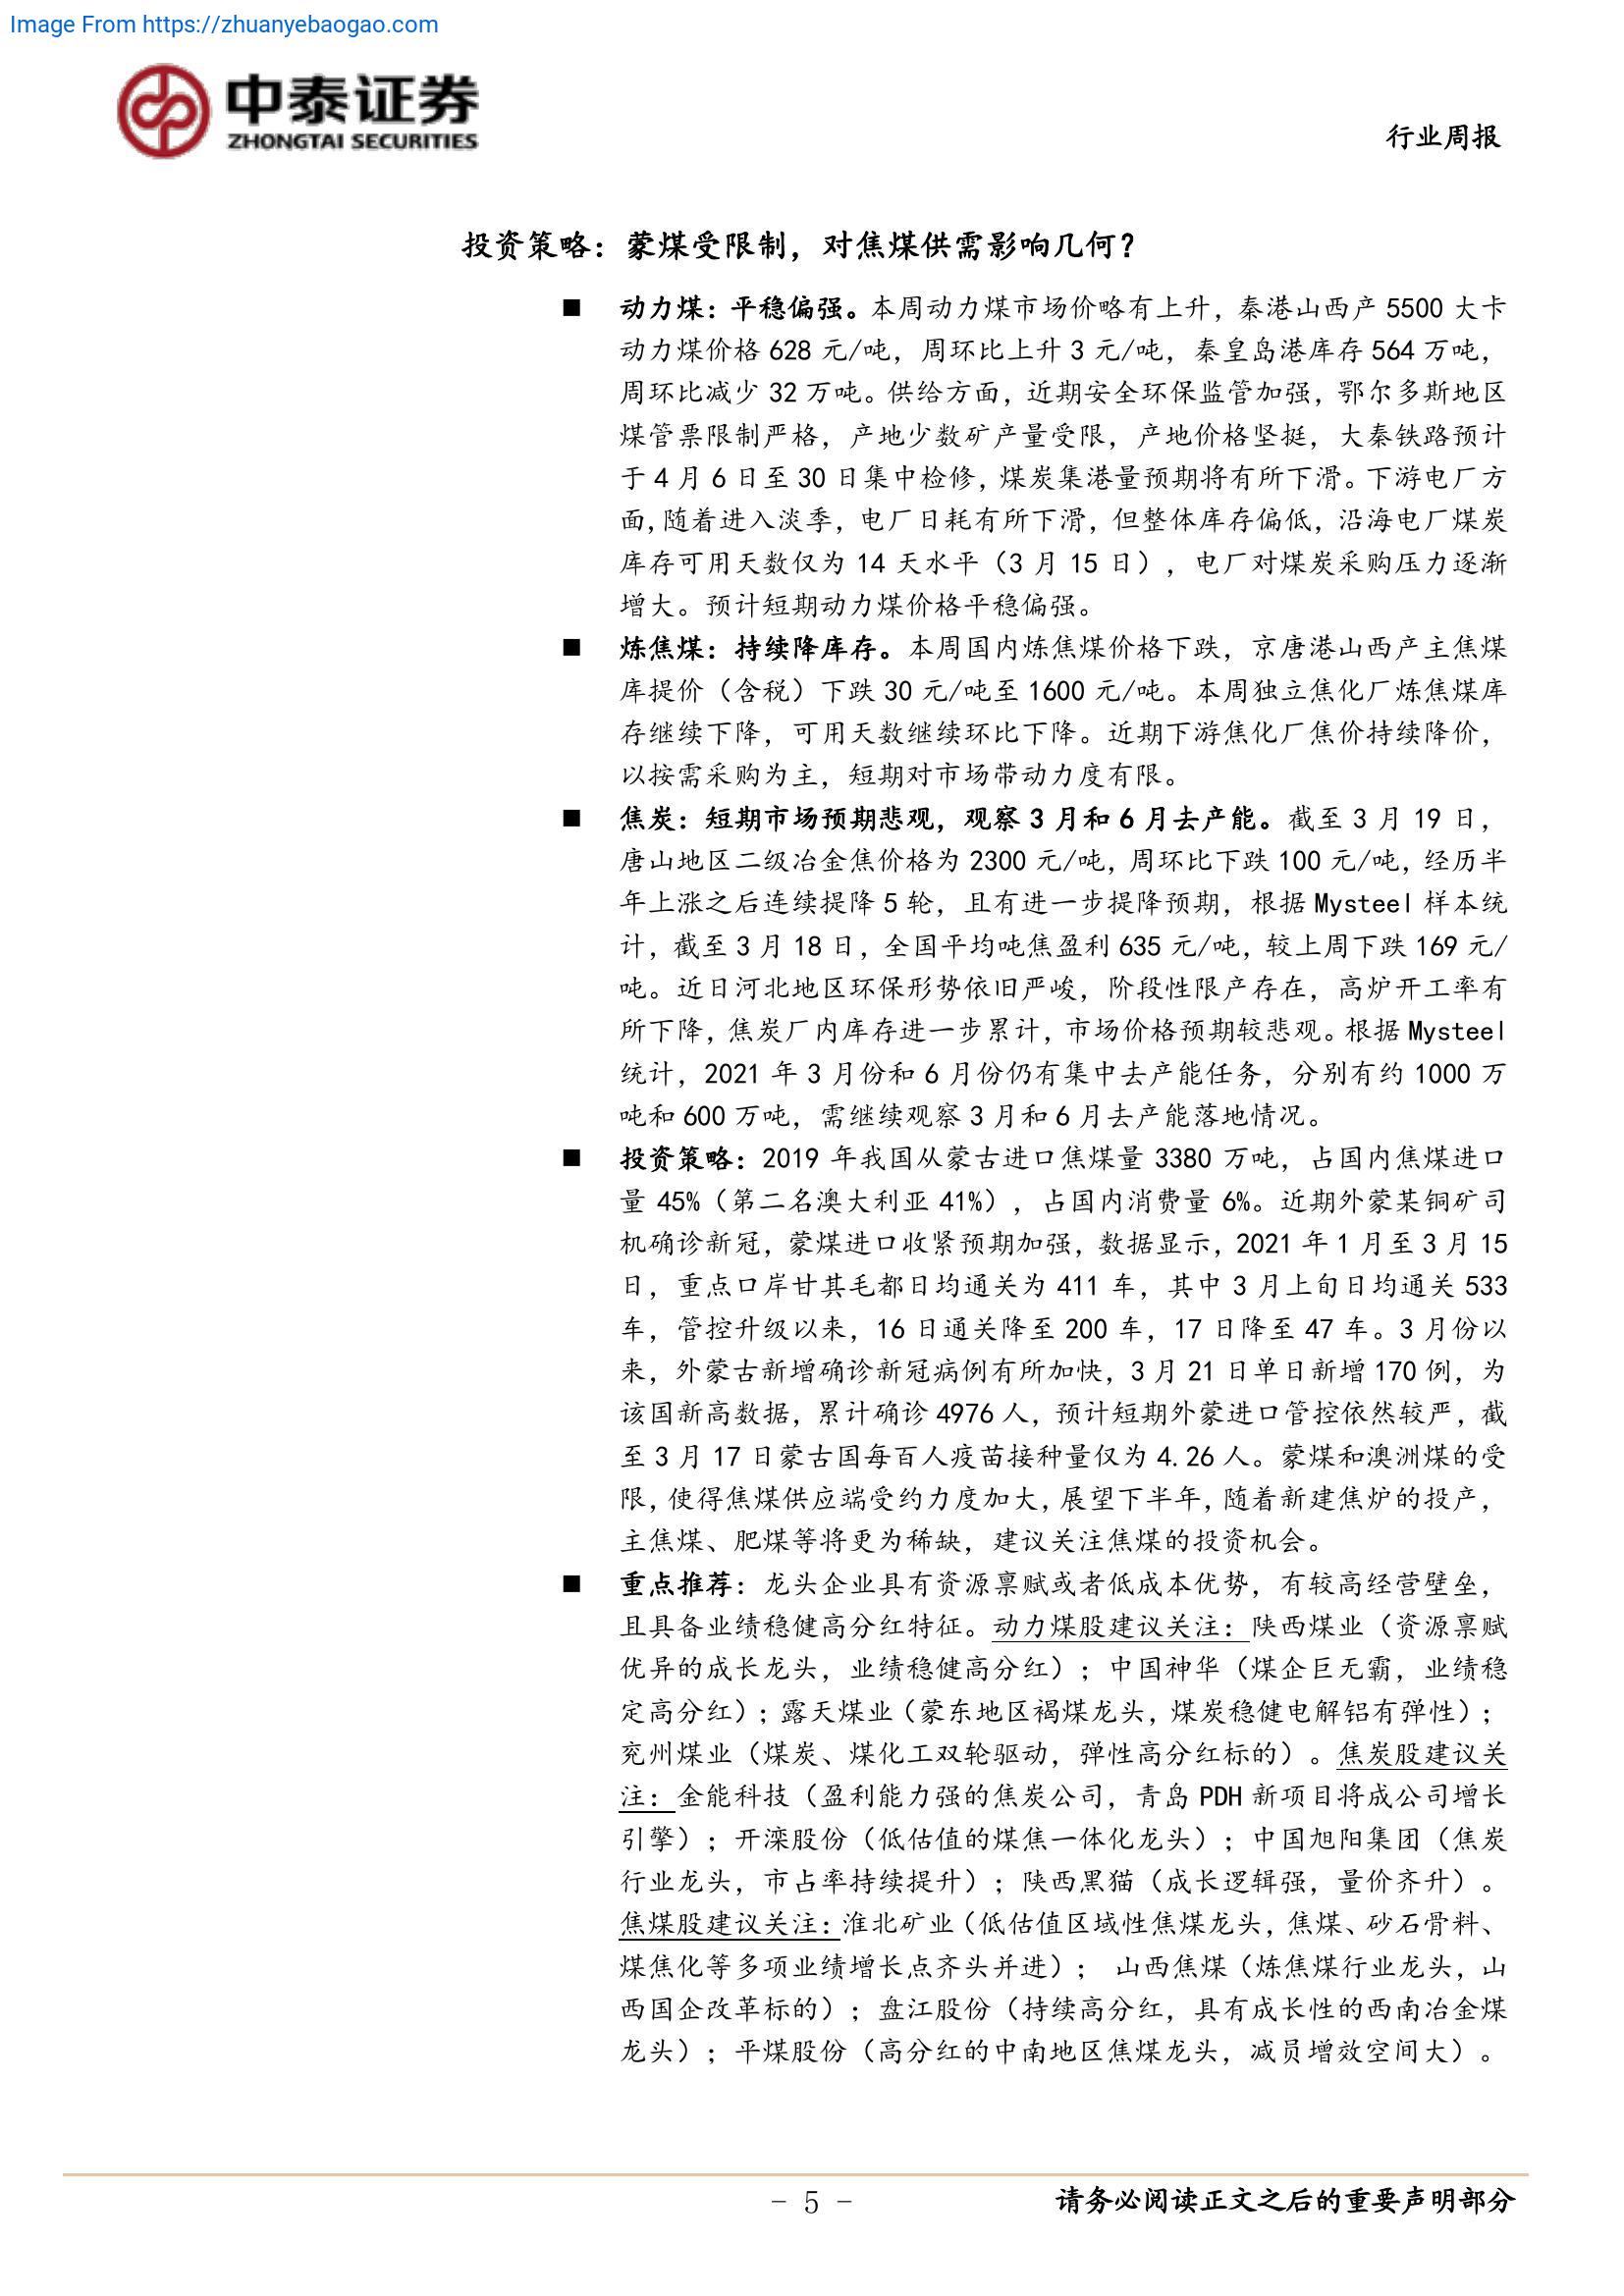 Image From https://zhuanyebaogao.com
中泰证券
ZHONGTAI SECURITIES
行业周报
投资策略：蒙煤受限制，对焦煤供需影响几何？
■ 动力煤：平稳偏强。本周动力煤市场价略有上升，秦港山西产 5500 大卡
动力煤价格 628 元/吨，周环比上升 3 元/吨，秦皇岛港库存 564 万吨，
周环比减少 32 万吨。供给方面，近期安全环保监管加强，鄂尔多斯地区
煤管票限制严格，产地少数矿产量受限，产地价格坚挺，大秦铁路预计
于 4 月 6 日至 30 日集中检修，煤炭集港量预期将有所下滑。下游电厂方
面，随着进入淡季，电厂日耗有所下滑，但整体库存偏低，沿海电厂煤炭
库存可用天数仅为 14 天水平（3 月 15 日），电厂对煤炭采购压力逐渐
增大。预计短期动力煤价格平稳偏强。
■ 炼焦煤：持续降库存。本周国内炼焦煤价格下跌，京唐港山西产主焦煤
库提价（含税）下跌 30 元/吨至 1600 元/吨。本周独立焦化厂炼焦煤库
存继续下降，可用天数继续环比下降。近期下游焦化厂焦价持续降价，
以按需采购为主，短期对市场带动力度有限。
■ 焦炭：短期市场预期悲观，观察 3 月和 6 月去产能。截至 3 月 19 日，
唐山地区二级冶金焦价格为 2300 元/吨，周环比下跌 100 元/吨，经历半
年上涨之后连续提降 5 轮，且有进一步提降预期，根据 Mysteel 样本统
计，截至 3 月 18 日，全国平均吨焦盈利 635 元/吨，较上周下跌 169 元/
吨。近日河北地区环保形势依旧严峻，阶段性限产存在，高炉开工率有
所下降，焦炭厂内库存进一步累计，市场价格预期较悲观。根据 Mysteel
统计，2021 年 3 月份和 6 月份仍有集中去产能任务，分别有约 1000 万
吨和 600 万吨，需继续观察 3 月和 6 月去产能落地情况。
■ 投资策略：2019 年我国从蒙古进口焦煤量 3380 万吨，占国内焦煤进口
量 45%（第二名澳大利亚 41%），占国内消费量 6%。近期外蒙某铜矿司
机确诊新冠，蒙煤进口收紧预期加强，数据显示，2021 年 1 月至 3 月 15
日，重点口岸甘其毛都日均通关为 411 车，其中 3 月上旬日均通关 533
车，管控升级以来，16 日通关降至 200 车，17 日降至 47 车。3 月份以
来，外蒙古新增确诊新冠病例有所加快，3 月 21 日单日新增 170 例，为
该国新高数据，累计确诊 4976 人，预计短期外蒙进口管控依然较严，截
至 3 月 17 日蒙古国每百人疫苗接种量仅为 4.26 人。蒙煤和澳洲煤的受
限，使得焦煤供应端受约力度加大，展望下半年，随着新建焦炉的投产，
主焦煤、肥煤等将更为稀缺，建议关注焦煤的投资机会。
■ 重点推荐：龙头企业具有资源禀赋或者低成本优势，有较高经营壁垒，
且具备业绩稳健高分红特征。动力煤股建议关注：陕西煤业（资源禀赋
优异的成长龙头，业绩稳健高分红）；中国神华（煤企巨无霸，业绩稳
定高分红）；露天煤业（蒙东地区褐煤龙头，煤炭稳健电解铝有弹性）；
兖州煤业（煤炭、煤化工双轮驱动，弹性高分红标的）。焦炭股建议关
注：金能科技（盈利能力强的焦炭公司，青岛 PDH 新项目将成公司增长
引擎）；开滦股份（低估值的煤焦一体化龙头）；中国旭阳集团（焦炭
行业龙头，市占率持续提升）；陕西黑猫（成长逻辑强，量价齐升）。
焦煤股建议关注：淮北矿业（低估值区域性焦煤龙头，焦煤、砂石骨料、
煤焦化等多项业绩增长点齐头并进）； 山西焦煤（炼焦煤行业龙头，山
西国企改革标的）；盘江股份（持续高分红，具有成长性的西南冶金煤
龙头）；平煤股份（高分红的中南地区焦煤龙头，减员增效空间大）。
- 5 -
请务必阅读正文之后的重要声明部分